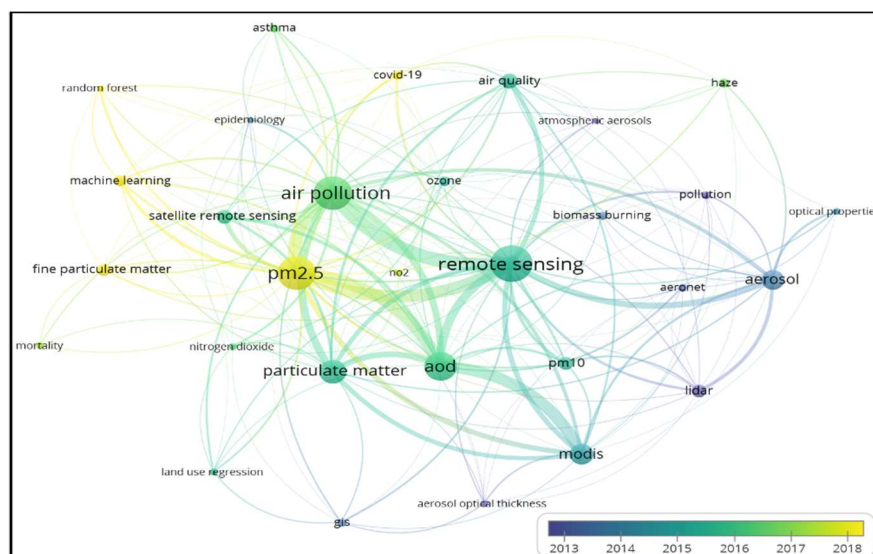 asthma
covid-19
air quality
haze
random forest
epidemiology
atmospheric aerosols
machine learning
air pollution
ozone
pollution
satellite remote sensing
biomass burning
optical propertie
fine particulate matter
pm2.5
no2
remote sensing
aeronet
aerosol
mortality
nitrogen dioxide
particulate matter
aod
pm10
lidar
modis
land use regression
aerosol optical thickness
gis
2013 2014 2015 2016 2017 2018